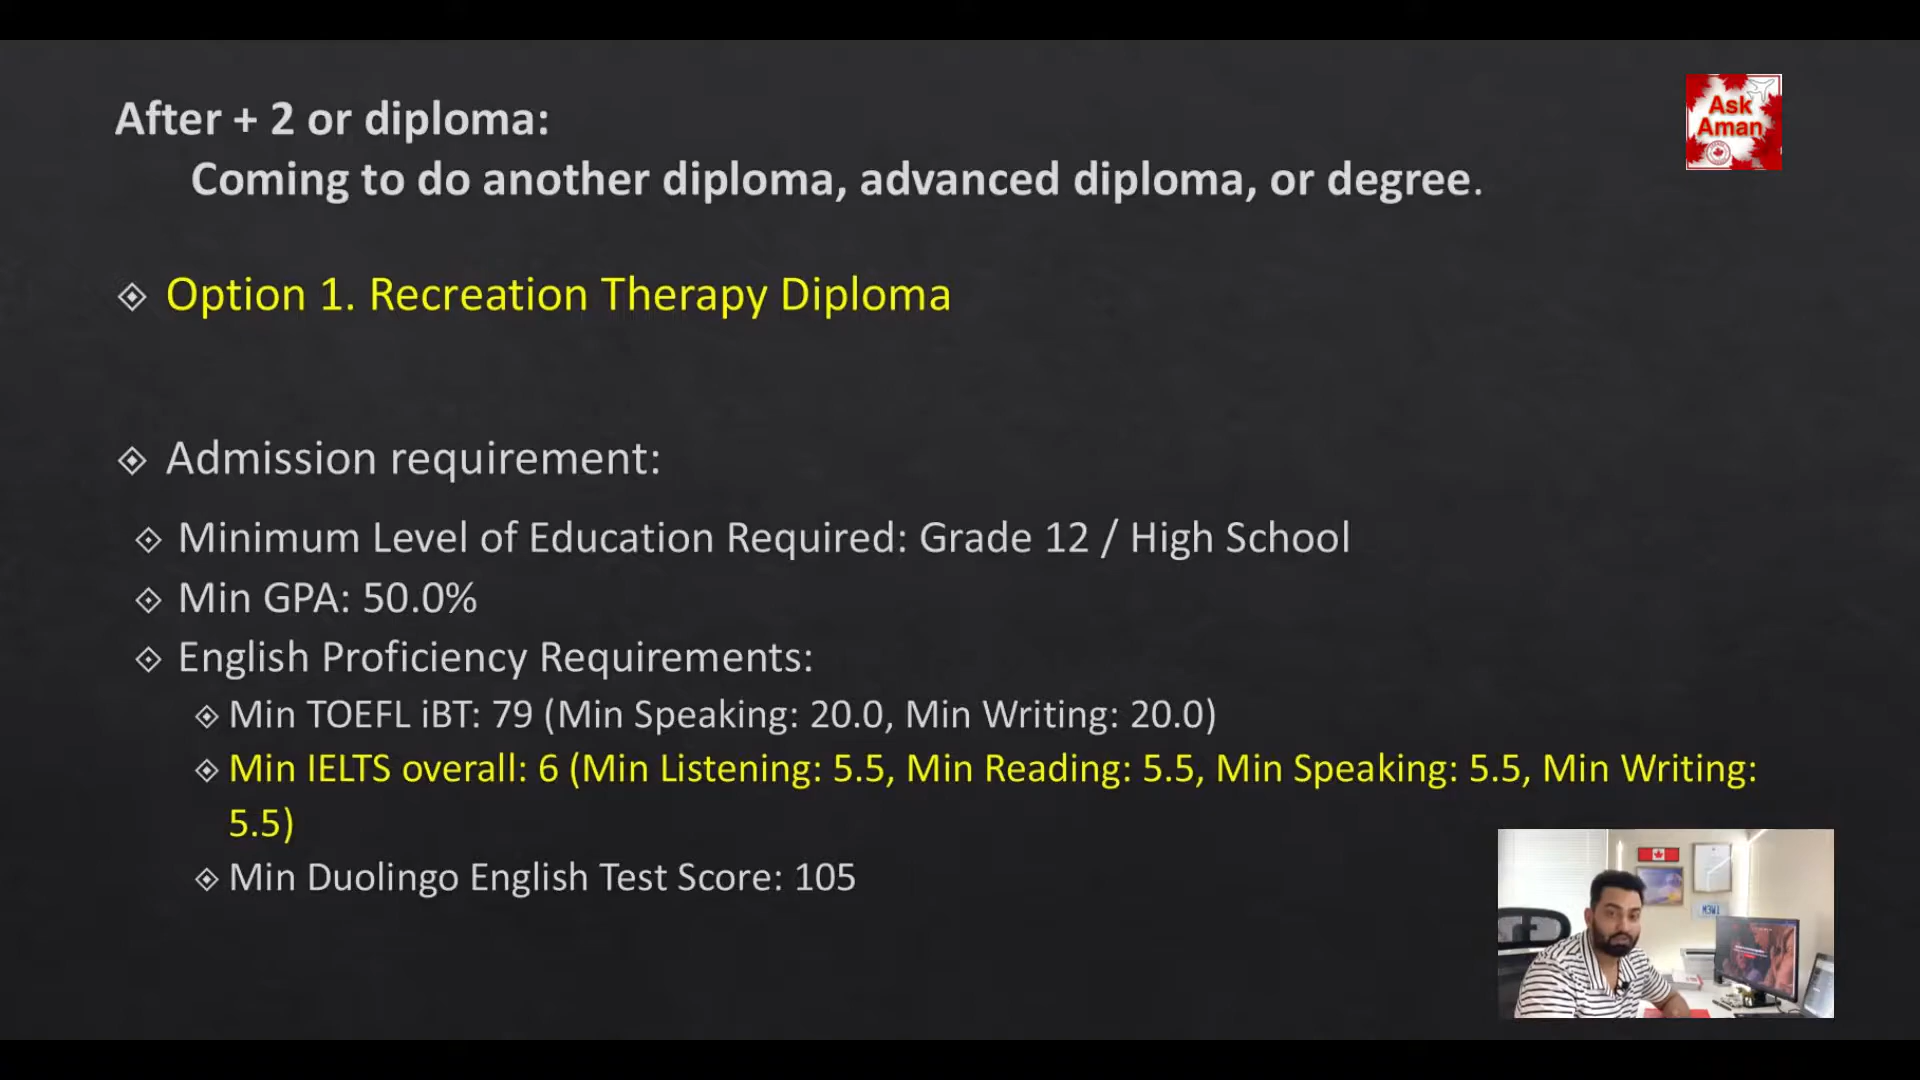 After + 2 or diploma:
Coming to do another diploma, advanced diploma, or degree.
Ask
Aman
Option 1. Recreation Therapy Diploma
Admission requirement:
Minimum Level of Education Required: Grade 12 / High School
Min GPA: 50.0%
English Proficiency Requirements:
Min TOEFL iBT: 79 (Min Speaking: 20.0, Min Writing: 20.0)
Min IELTS overall: 6 (Min Listening: 5.5, Min Reading: 5.5, Min Speaking: 5.5, Min Writing:
5.5)
Min Duolingo English Test Score: 105